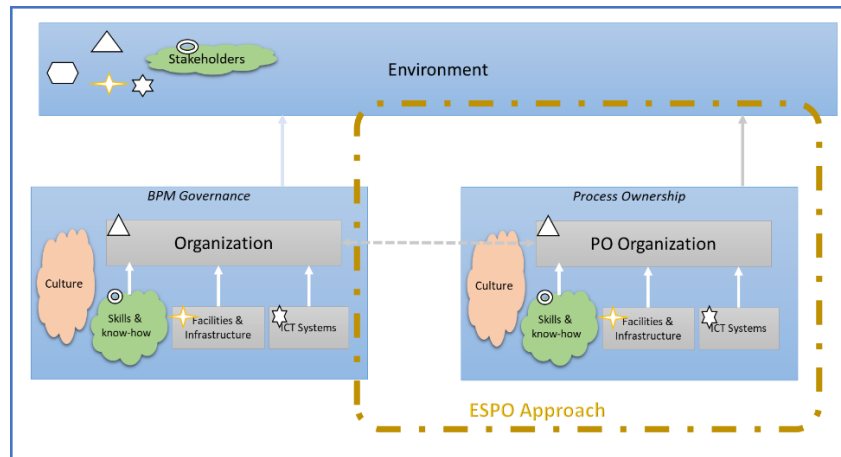 Stakeholders
Environment
BPM Governance
Organization
Culture
Skills &
know-how
Facilities &
Infrastructure
ICT Systems
Process Ownership
PO Organization
Culture
Skills &
know-how
Facilities &
Infrastructure
ICT Systems
ESPO Approach